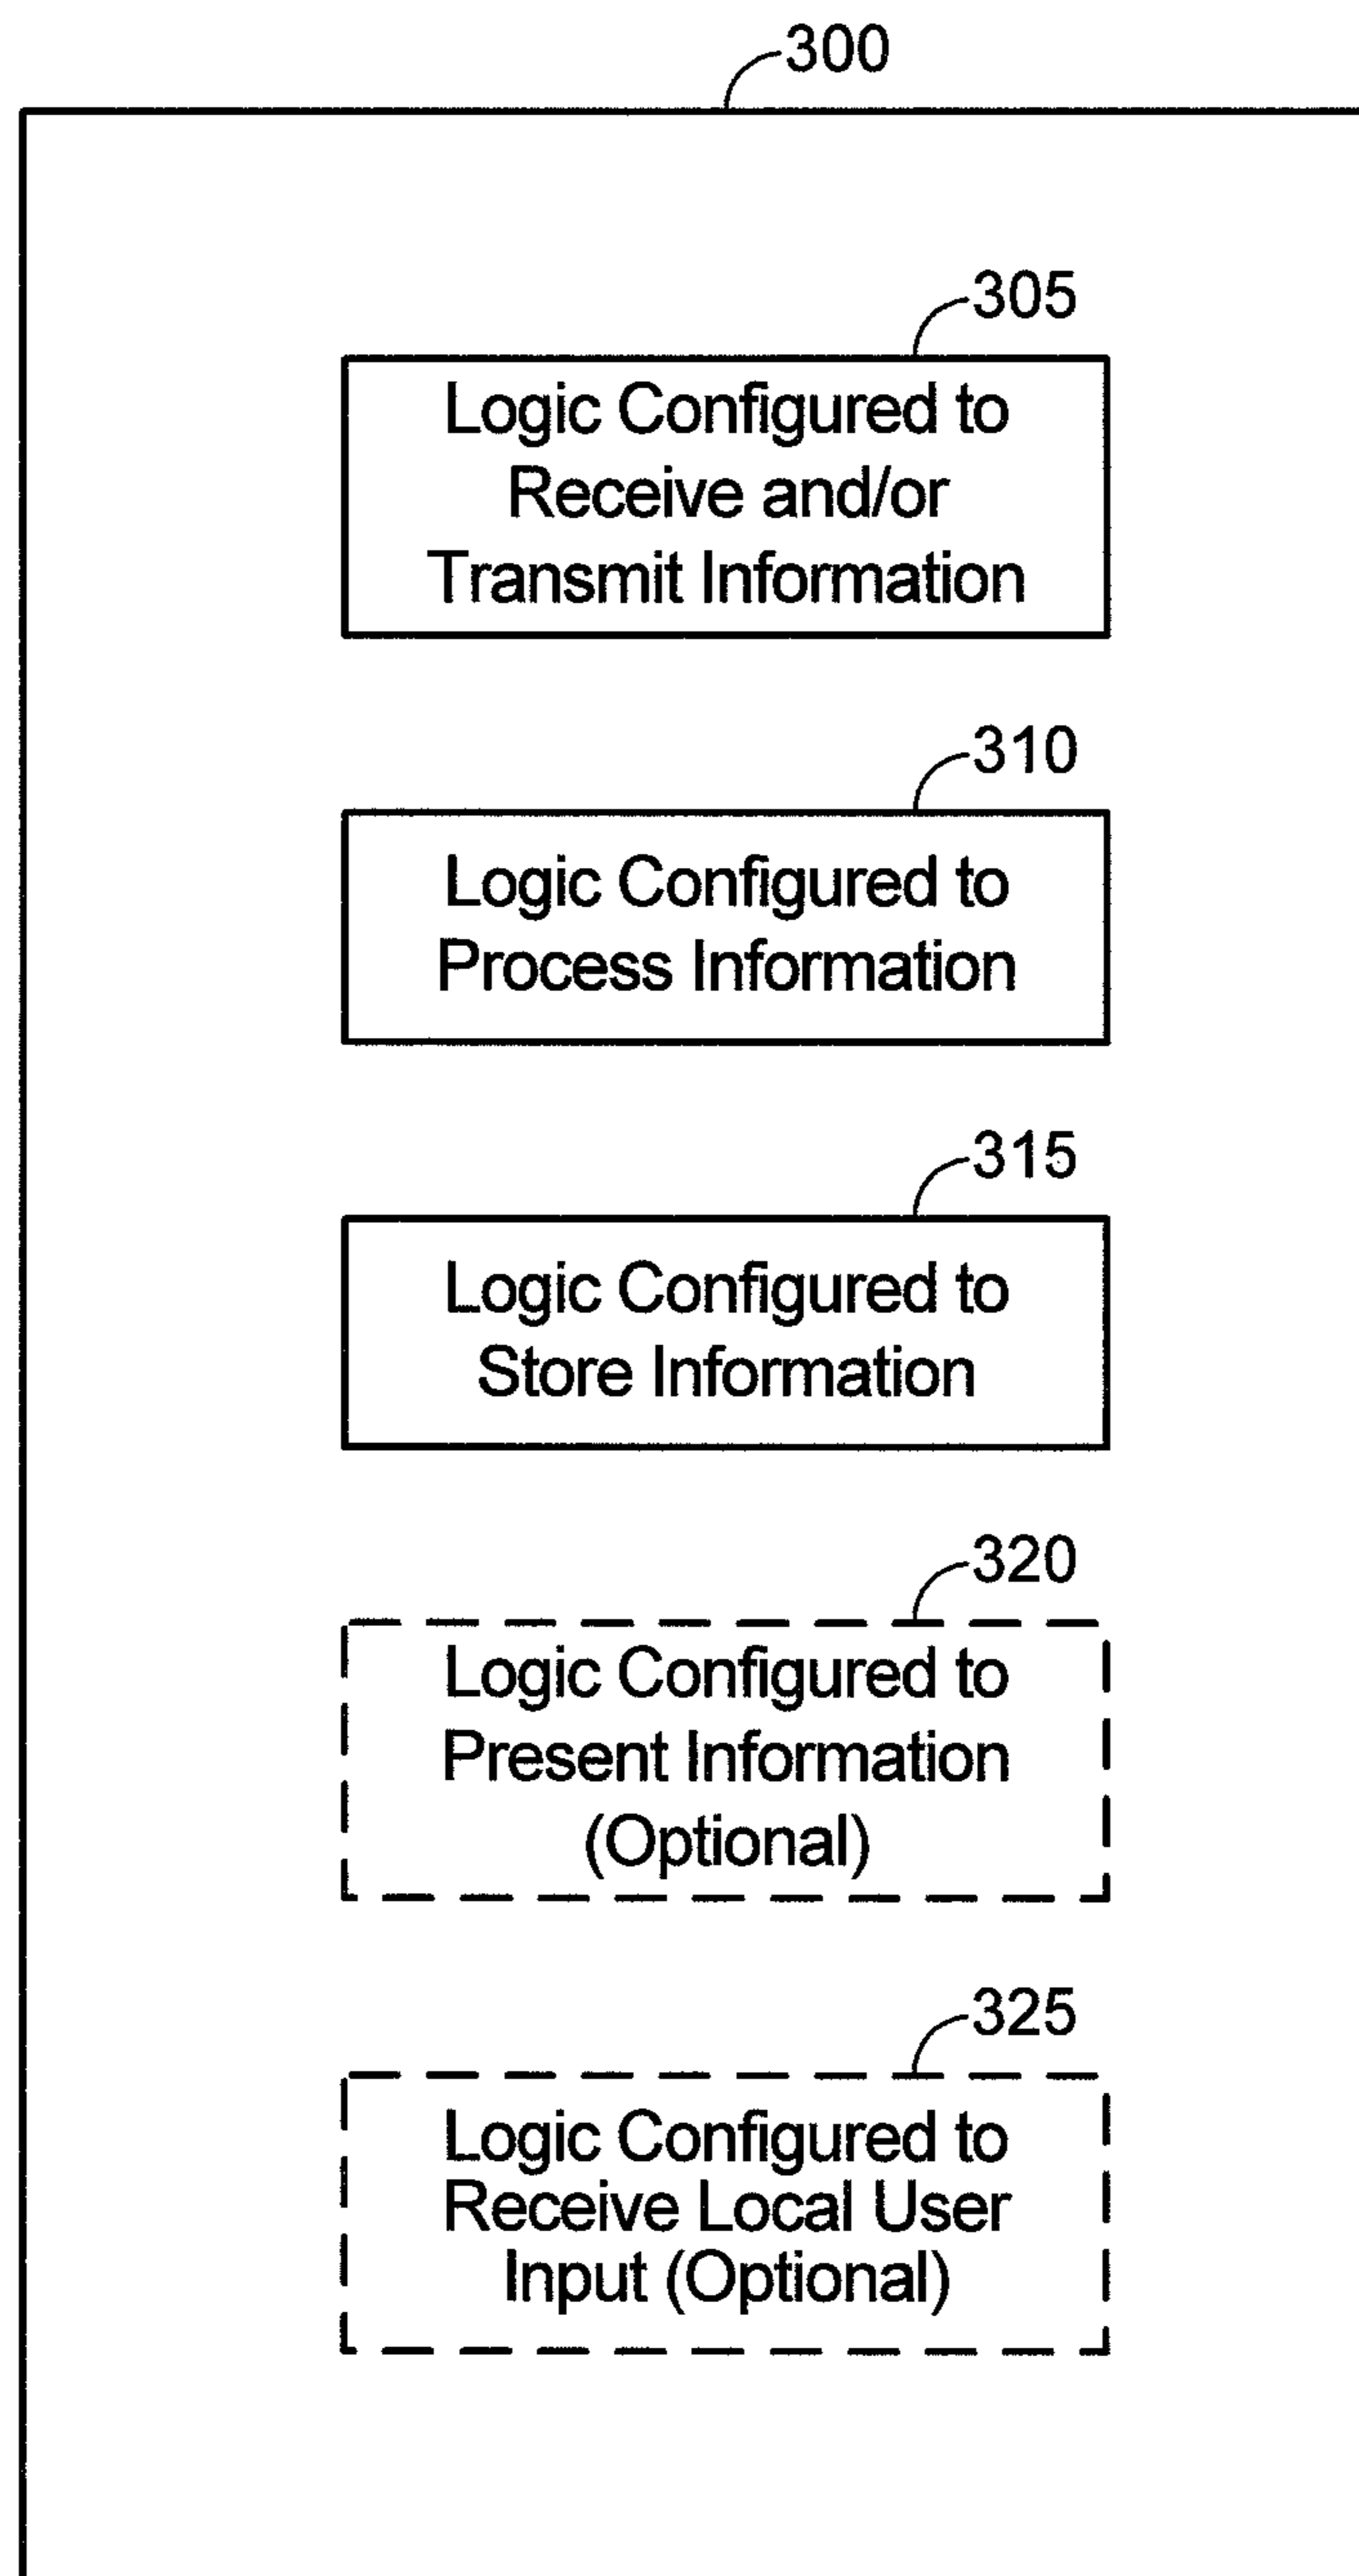 300
305
Logic Configured to
Receive and/or
Transmit Information
310
Logic Configured to
Process Information
315
Logic Configured to
Store Information
320
Logic Configured to
Present Information
(Optional)
325
Logic Configured to
Receive Local User
Input (Optional)